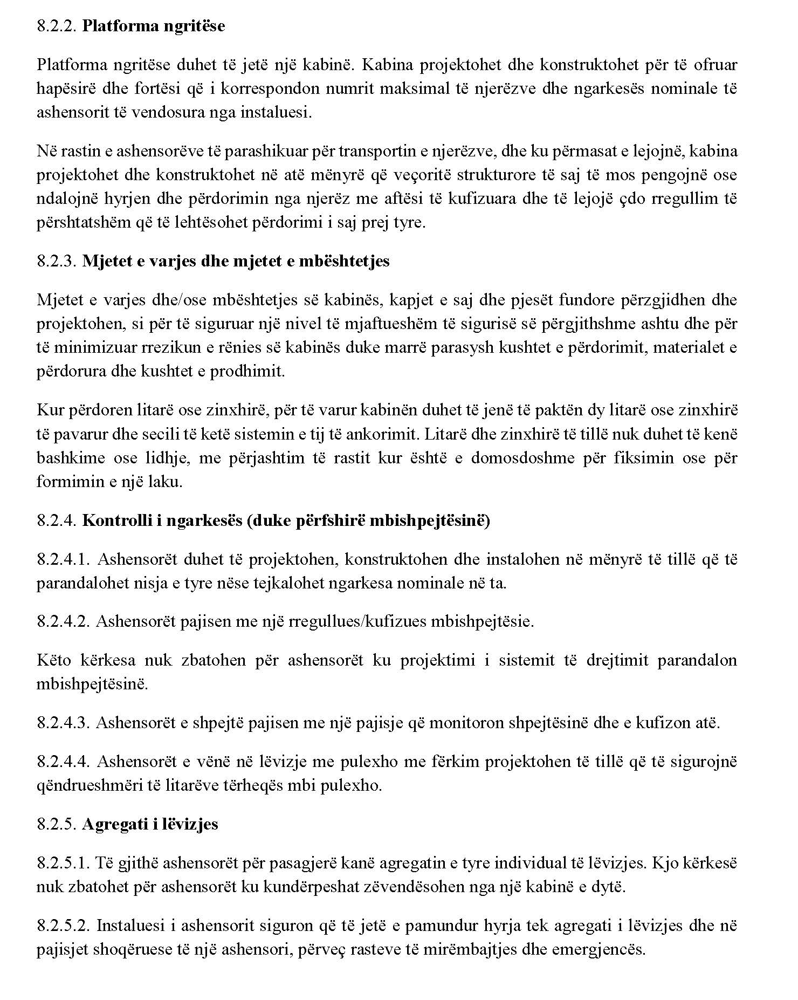 8.2.2. Platforma ngritëse
Platforma ngritëse duhet të jetë një kabinë. Kabina projektohet dhe konstruktohet për të ofruar
hapësirë dhe fortësi që i korrespondon numrit maksimal të njerëzve dhe ngarkesës nominale të
ashensorit të vendosura nga instaluesi.
Në rastin e ashensorëve të parashikuar për transportin e njerëzve, dhe ku përmasat e lejojnë, kabina
projektohet dhe konstruktohet në atë mënyrë që veçoritë strukturore të saj të mos pengojnë ose
ndalojnë hyrjen dhe përdorimin nga njerëz me aftësi të kufizuara dhe të lejojë çdo rregullim të
përshtatshëm që të lehtësohet përdorimi i saj prej tyre.
8.2.3. Mjetet e varjes dhe mjetet e mbështetjes
Mjetet e varjes dhe/ose mbështetjes së kabinës, kapjet e saj dhe pjesët fundore përzgjidhen dhe
projektohen, si për të siguruar një nivel të mjaftueshëm të sigurisë së përgjithshme ashtu dhe për
të minimizuar rrezikun e rënies së kabinës duke marrë parasysh kushtet e përdorimit, materialet e
përdorura dhe kushtet e prodhimit.
Kur përdoren litarë ose zinxhirë, për të varur kabinën duhet të jenë të paktën dy litarë ose zinxhirë
të pavarur dhe secili të ketë sistemin e tij të ankorimit. Litarë dhe zinxhirë të tillë nuk duhet të kenë
bashkime ose lidhje, me përjashtim të rastit kur është e domosdoshme për fiksimin ose për
formimin e një laku.
8.2.4. Kontrolli i ngarkesës (duke përfshirë mbishpejtësinë)
8.2.4.1. Ashensorët duhet të projektohen, konstruktohen dhe instalohen në mënyrë të tillë që të
parandalohet nisja e tyre nëse tejkalohet ngarkesa nominale në ta.
8.2.4.2. Ashensorët pajisen me një rregullues/kufizues mbishpejtësie.
Këto kërkesa nuk zbatohen për ashensorët ku projektimi i sistemit të drejtimit parandalon
mbishpejtësinë.
8.2.4.3. Ashensorët e shpejtë pajisen me një pajisje që monitoron shpejtësinë dhe e kufizon atë.
8.2.4.4. Ashensorët e vënë në lëvizje me pulexho me fërkim projektohen të tillë që të sigurojnë
qëndrueshmëri të litarëve tërheqës mbi pulexho.
8.2.5. Agregati i lëvizjes
8.2.5.1. Të gjithë ashensorët për pasagjerë kanë agregatin e tyre individual të lëvizjes. Kjo kërkesë
nuk zbatohet për ashensorët ku kundërpeshat zëvendësohen nga një kabinë e dytë.
8.2.5.2. Instaluesi i ashensorit siguron që të jetë e pamundur hyrja tek agregati i lëvizjes dhe në
pajisjet shoqëruese të një ashensori, përveç rasteve të mirëmbajtjes dhe emergjencës.